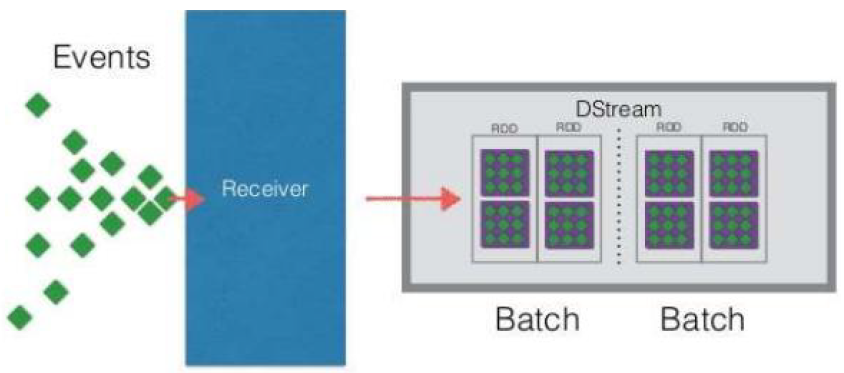 Events
Receiver
DStream
RDD RDD RDD RDD
Batch Batch